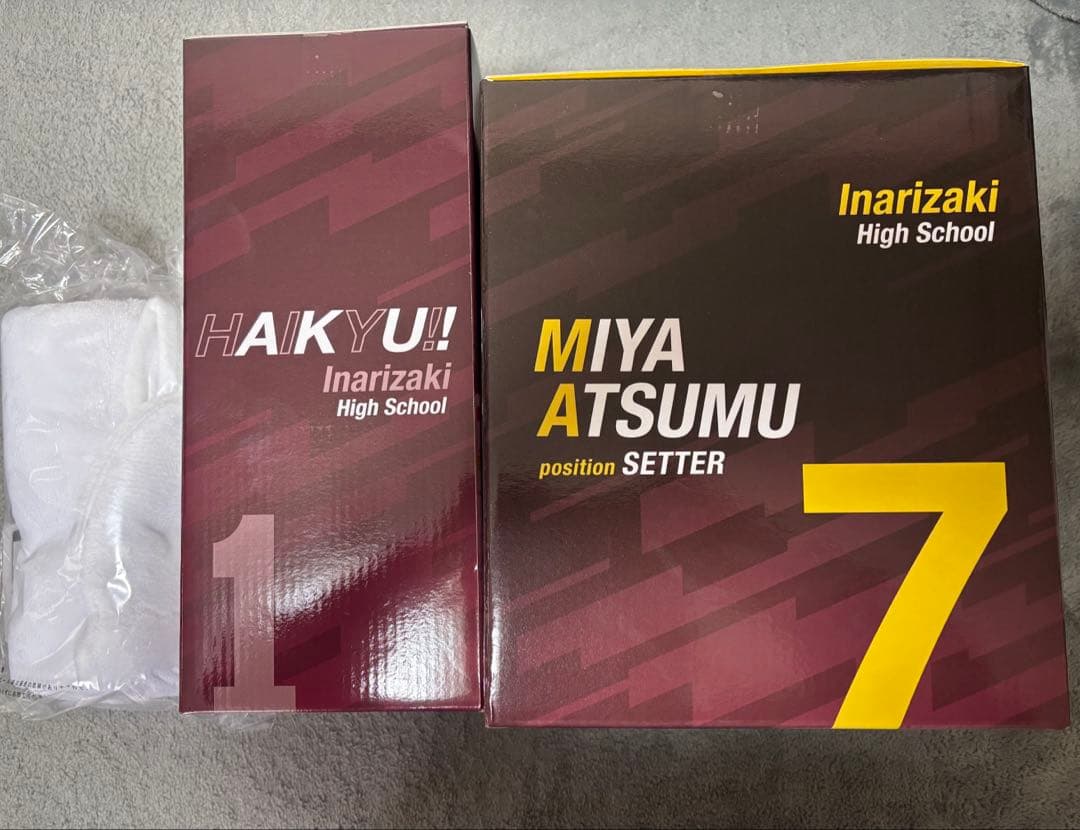 HAIKYU!!
Inarizaki
High School
1
Inarizaki
High School
MIYA
ATSUMU
position SETTER
7